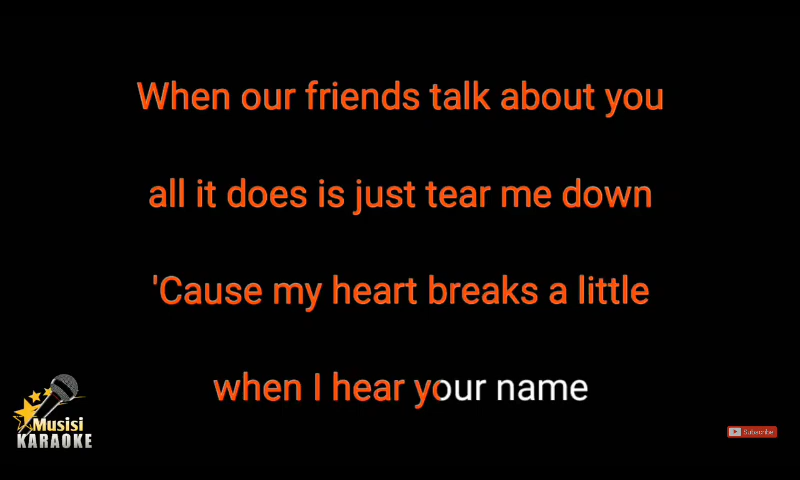 When our friends talk about you
all it does is just tear me down
'Cause my heart breaks a little
when I hear your name
Musisi
KARAOKE
Subscribe